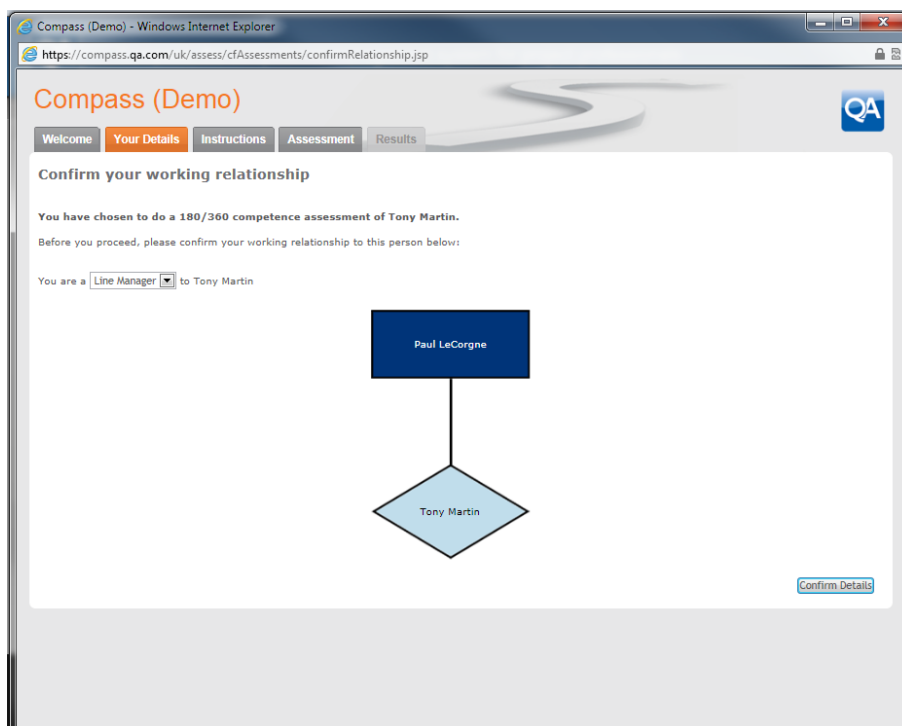 Compass (Demo) - Windows Internet Explorer
https://compass.qa.com/uk/assess/cfAssessments/confirmRelationship.jsp
Compass (Demo)
QA
Welcome Your Details Instructions Assessment Results
Confirm your working relationship
You have chosen to do a 180/360 competence assessment of Tony Martin.
Before you proceed, please confirm your working relationship to this person below:
You are a Line Manager to Tony Martin
Paul LeCorgne
Tony Martin
Confirm Details